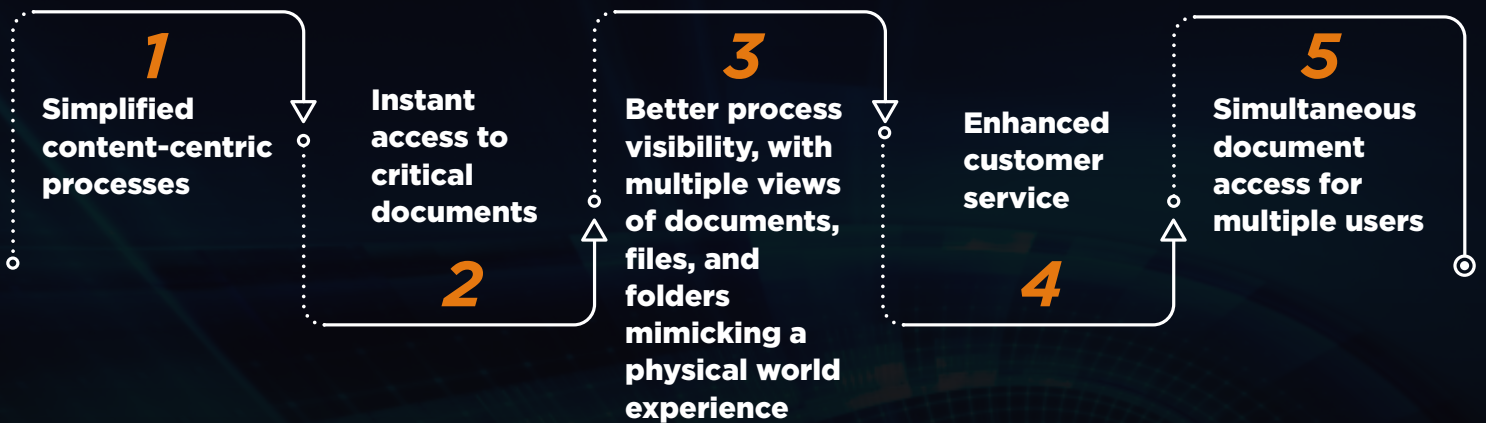 1
Simplified
content-centric
processes
Instant
access to
critical
documents
2
3
Better process
visibility, with
multiple views
of documents,
files, and
folders
mimicking a
physical world
experience
Enhanced
customer
service
4
5
Simultaneous
document
access for
multiple users